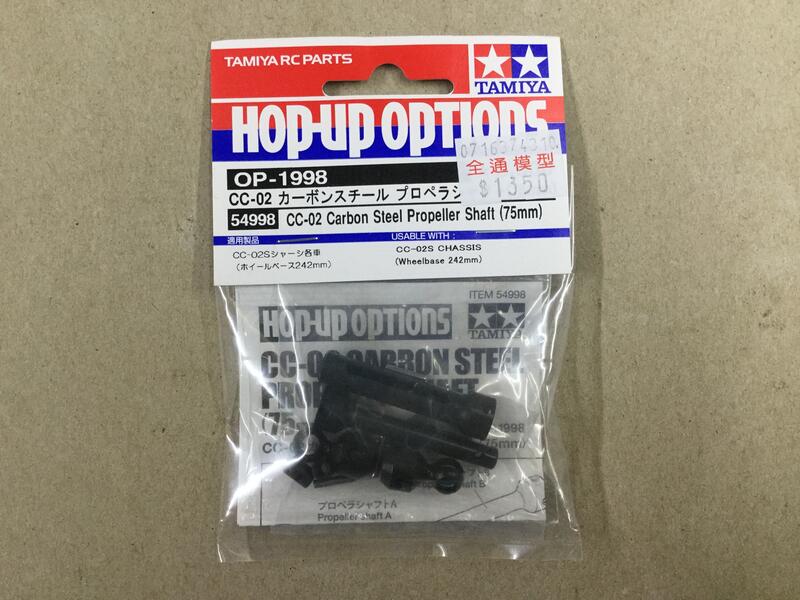 TAMIYA RC PARTS
TAMIYA
HOP-UP OPTIONS
0716374310
全通模型
$1350
OP-1998
CC-02 カーボンスチール プロペラシ
54998 CC-02 Carbon Steel Propeller Shaft (75mm)
適用製品
USABLE WITH :
CC-02Sシャーシ各車
(ホイールベース242mm)
CC-02S CHASSIS
(Wheelbase 242mm)
ITEM 54998
HOP-UP OPTIONS
TAMIYA
CC-02 CARBON STEEL
(75m
75mm)
プロペラシャフトA
Propeller shaft A
shaft B